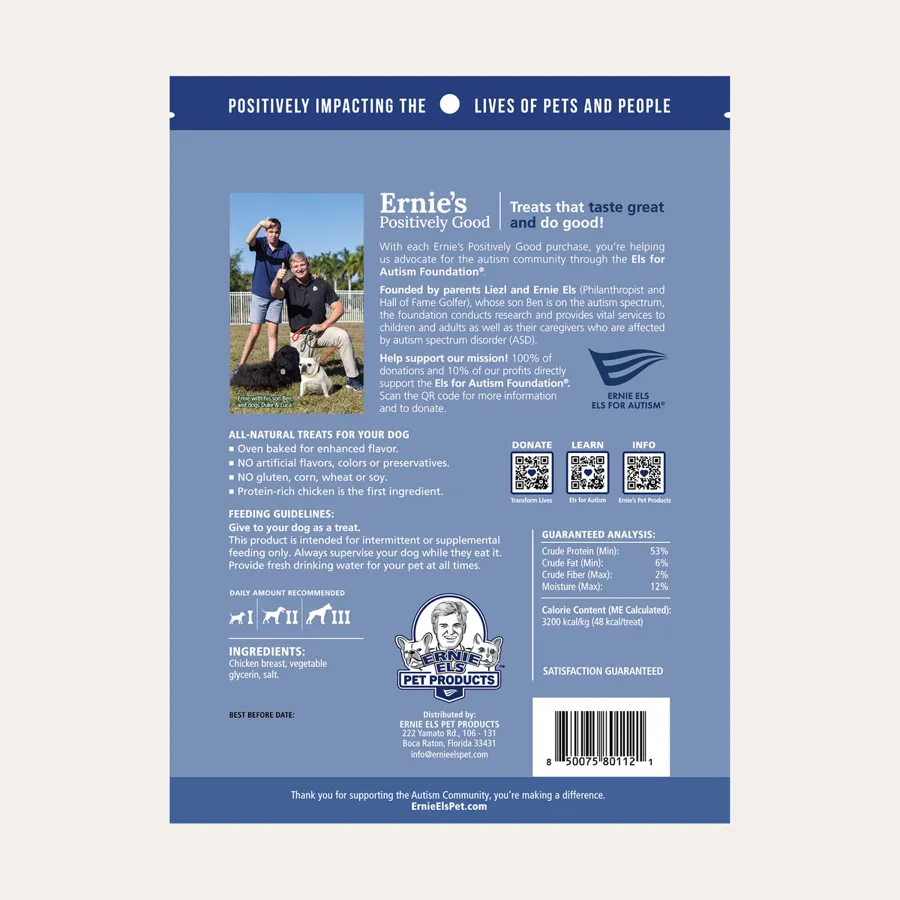 POSITIVELY IMPACTING THE LIVES OF PETS AND PEOPLE
Ernie's
Positively Good
Treats that taste great
and do good!
With each Ernie's Positively Good purchase, you're helping
us advocate for the autism community through the Els for
Autism Foundation®.
Founded by parents Liezl and Ernie Els (Philanthropist and
Hall of Fame Golfer), whose son Ben is on the autism spectrum,
the foundation conducts research and provides vital services to
children and adults as well as their caregivers who are affected
by autism spectrum disorder (ASD).
Help support our mission! 100% of
donations and 10% of our profits directly
support the Els for Autism Foundation®.
Scan the QR code for more information
and to donate.
ERNIE ELS
ELS FOR AUTISM®
Ernie with his son Ben
and dogs Duke & Luca
ALL-NATURAL TREATS FOR YOUR DOG
▪ Oven baked for enhanced flavor.
▪ NO artificial flavors, colors or preservatives.
▪ NO gluten, corn, wheat or soy.
▪ Protein-rich chicken is the first ingredient.
DONATE
Transform Lives
LEARN
Els for Autism
INFO
Ernie's Pet Products
FEEDING GUIDELINES:
Give to your dog as a treat.
This product is intended for intermittent or supplemental
feeding only. Always supervise your dog while they eat it.
Provide fresh drinking water for your pet at all times.
DAILY AMOUNT RECOMMENDED
I II III
INGREDIENTS:
Chicken breast, vegetable
glycerin, salt.
BEST BEFORE DATE:
ERNIE
ELS
PET PRODUCTS
™
Distributed by:
ERNIE ELS PET PRODUCTS
222 Yamato Rd., 106 - 131
Boca Raton, Florida 33431
info@ernieelspet.com
GUARANTEED ANALYSIS:
Crude Protein (Min): 53%
Crude Fat (Min): 6%
Crude Fiber (Max): 2%
Moisture (Max): 12%
Calorie Content (ME Calculated):
3200 kcal/kg (48 kcal/treat)
SATISFACTION GUARANTEED
8 50075 80112 1
Thank you for supporting the Autism Community, you're making a difference.
ErnieElsPet.com